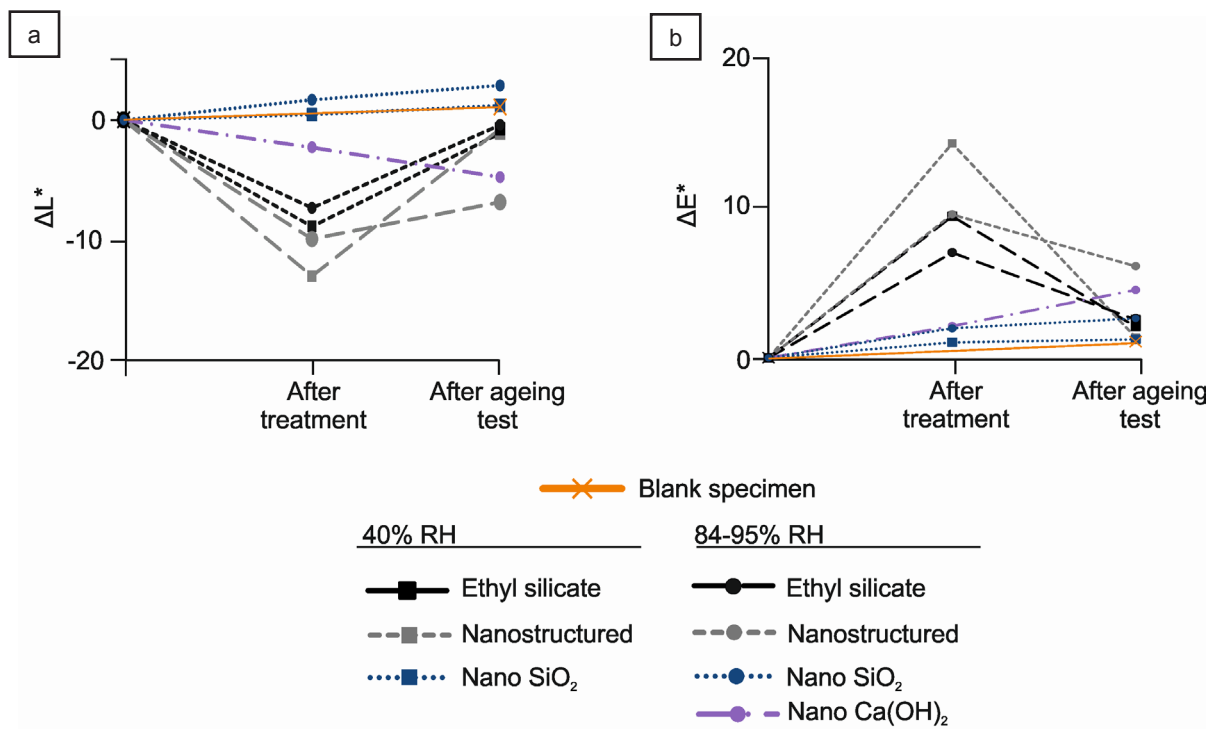 a
b
0
-10
-20
ΔL*
After
treatment
After ageing
test
20
10
0
ΔE*
After
treatment
After ageing
test
Blank specimen
40% RH
84-95% RH
Ethyl silicate
Ethyl silicate
Nanostructured
Nanostructured
Nano SiO₂
Nano SiO₂
Nano Ca(OH)₂